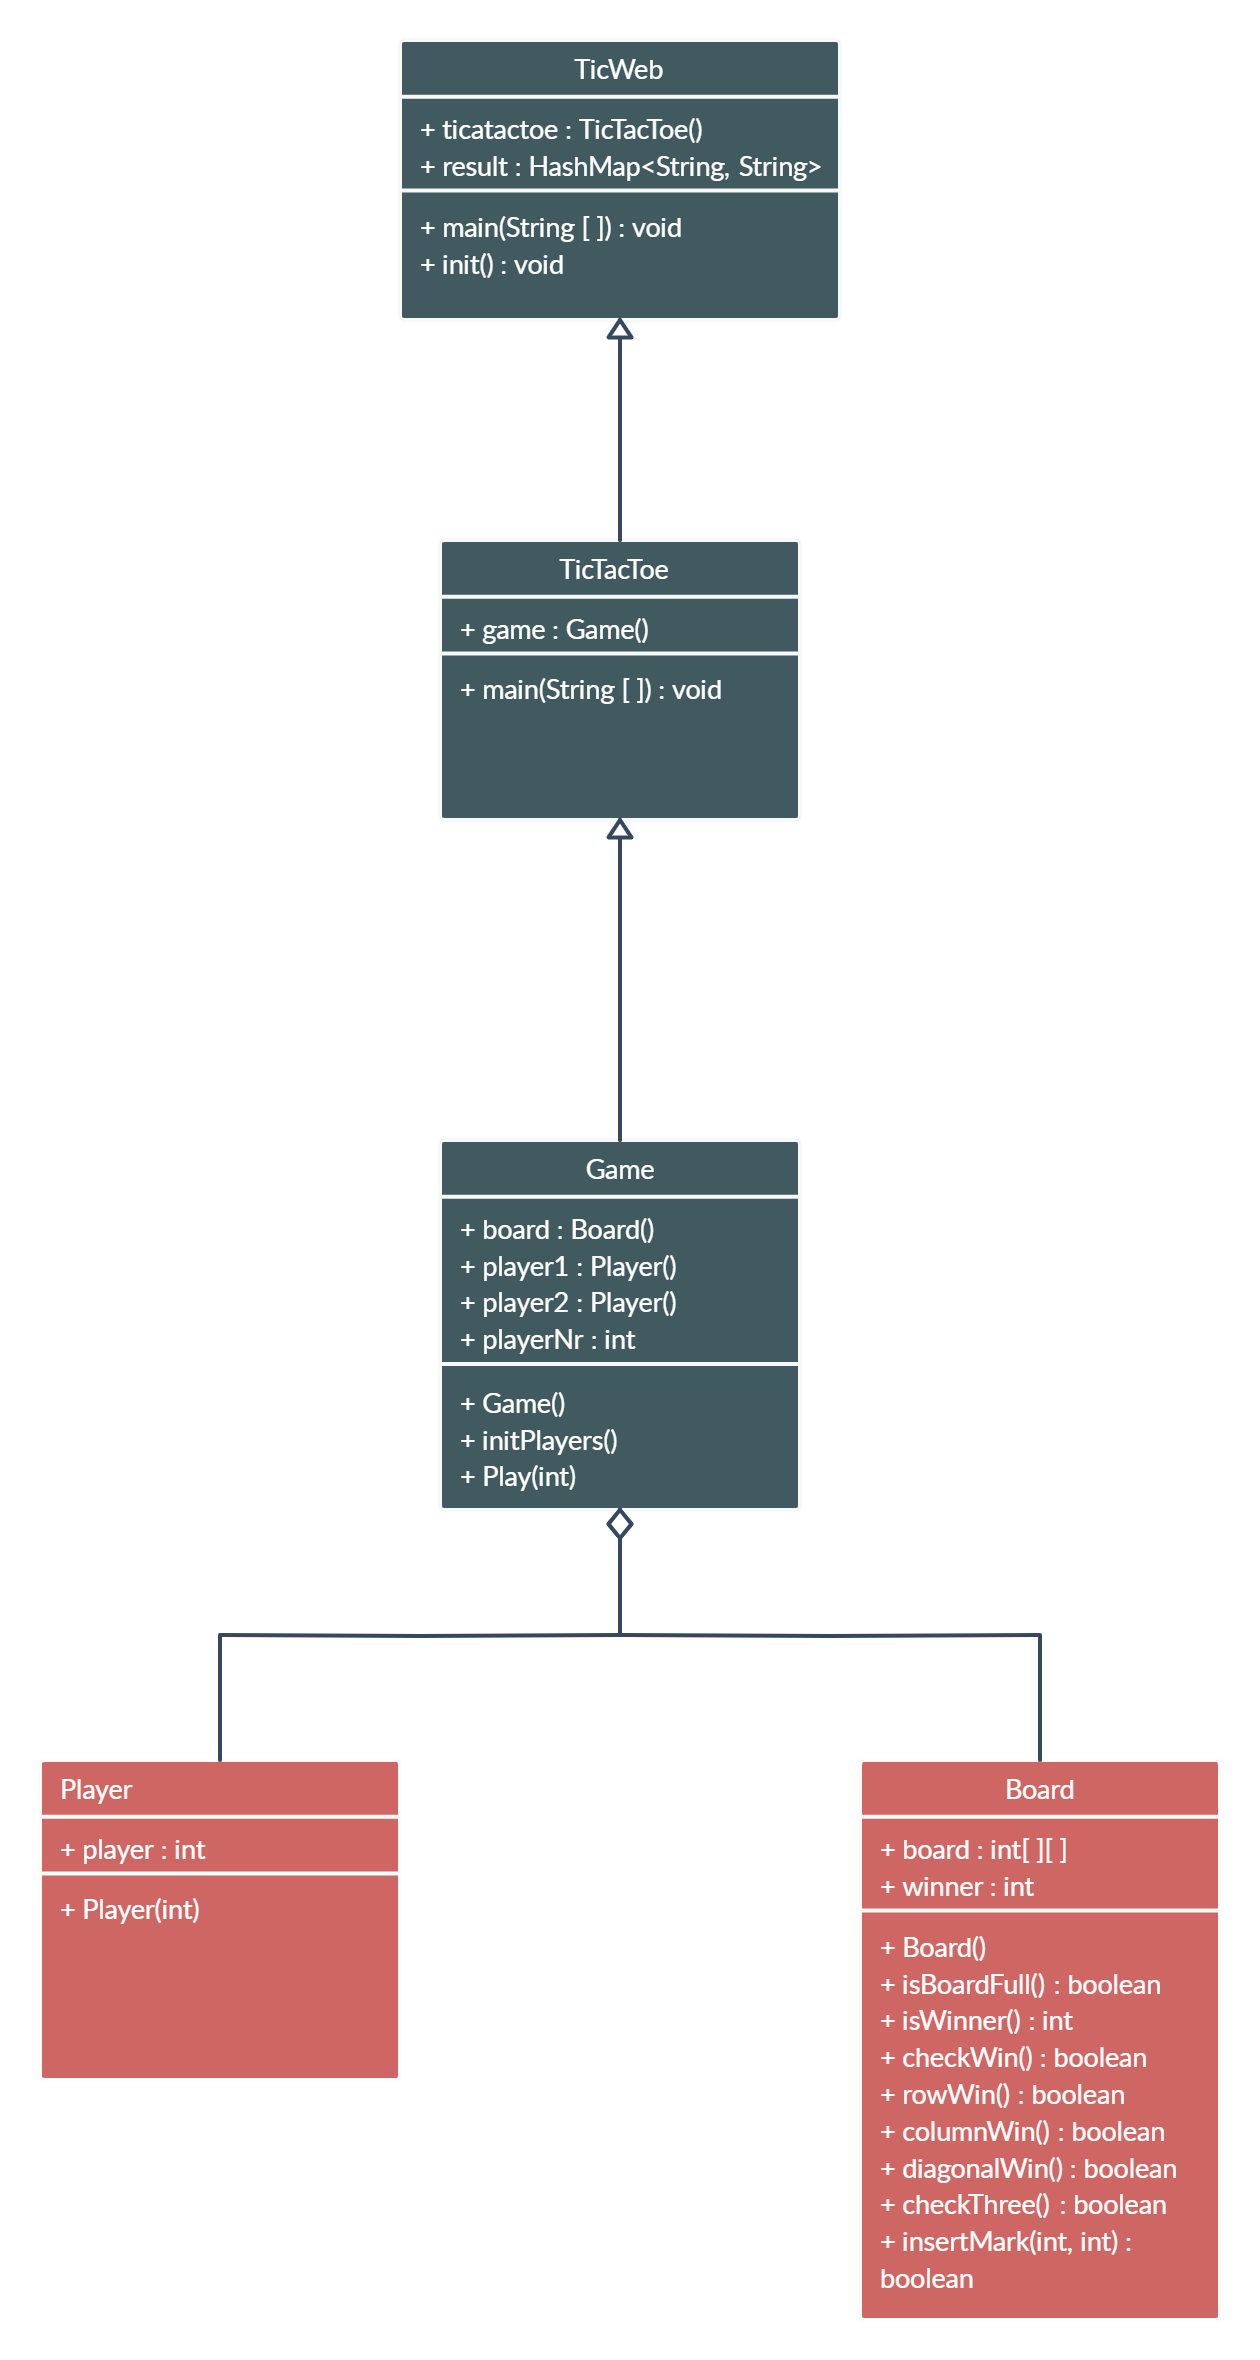 TicWeb
+ ticatactoe : TicTacToe()
+ result : HashMap<String, String>
+ main(String [ ]) : void
+ init() : void
TicTacToe
+ game : Game()
+ main(String [ ]) : void
Game
+ board : Board()
+ player1 : Player()
+ player2 : Player()
+ playerNr : int
+ Game()
+ initPlayers()
+ Play(int)
Player
+ player : int
+ Player(int)
Board
+ board : int[ ][ ]
+ winner : int
+ Board()
+ isBoardFull() : boolean
+ isWinner() : int
+ checkWin() : boolean
+ rowWin() : boolean
+ columnWin() : boolean
+ diagonalWin() : boolean
+ checkThree() : boolean
+ insertMark(int, int) :
boolean